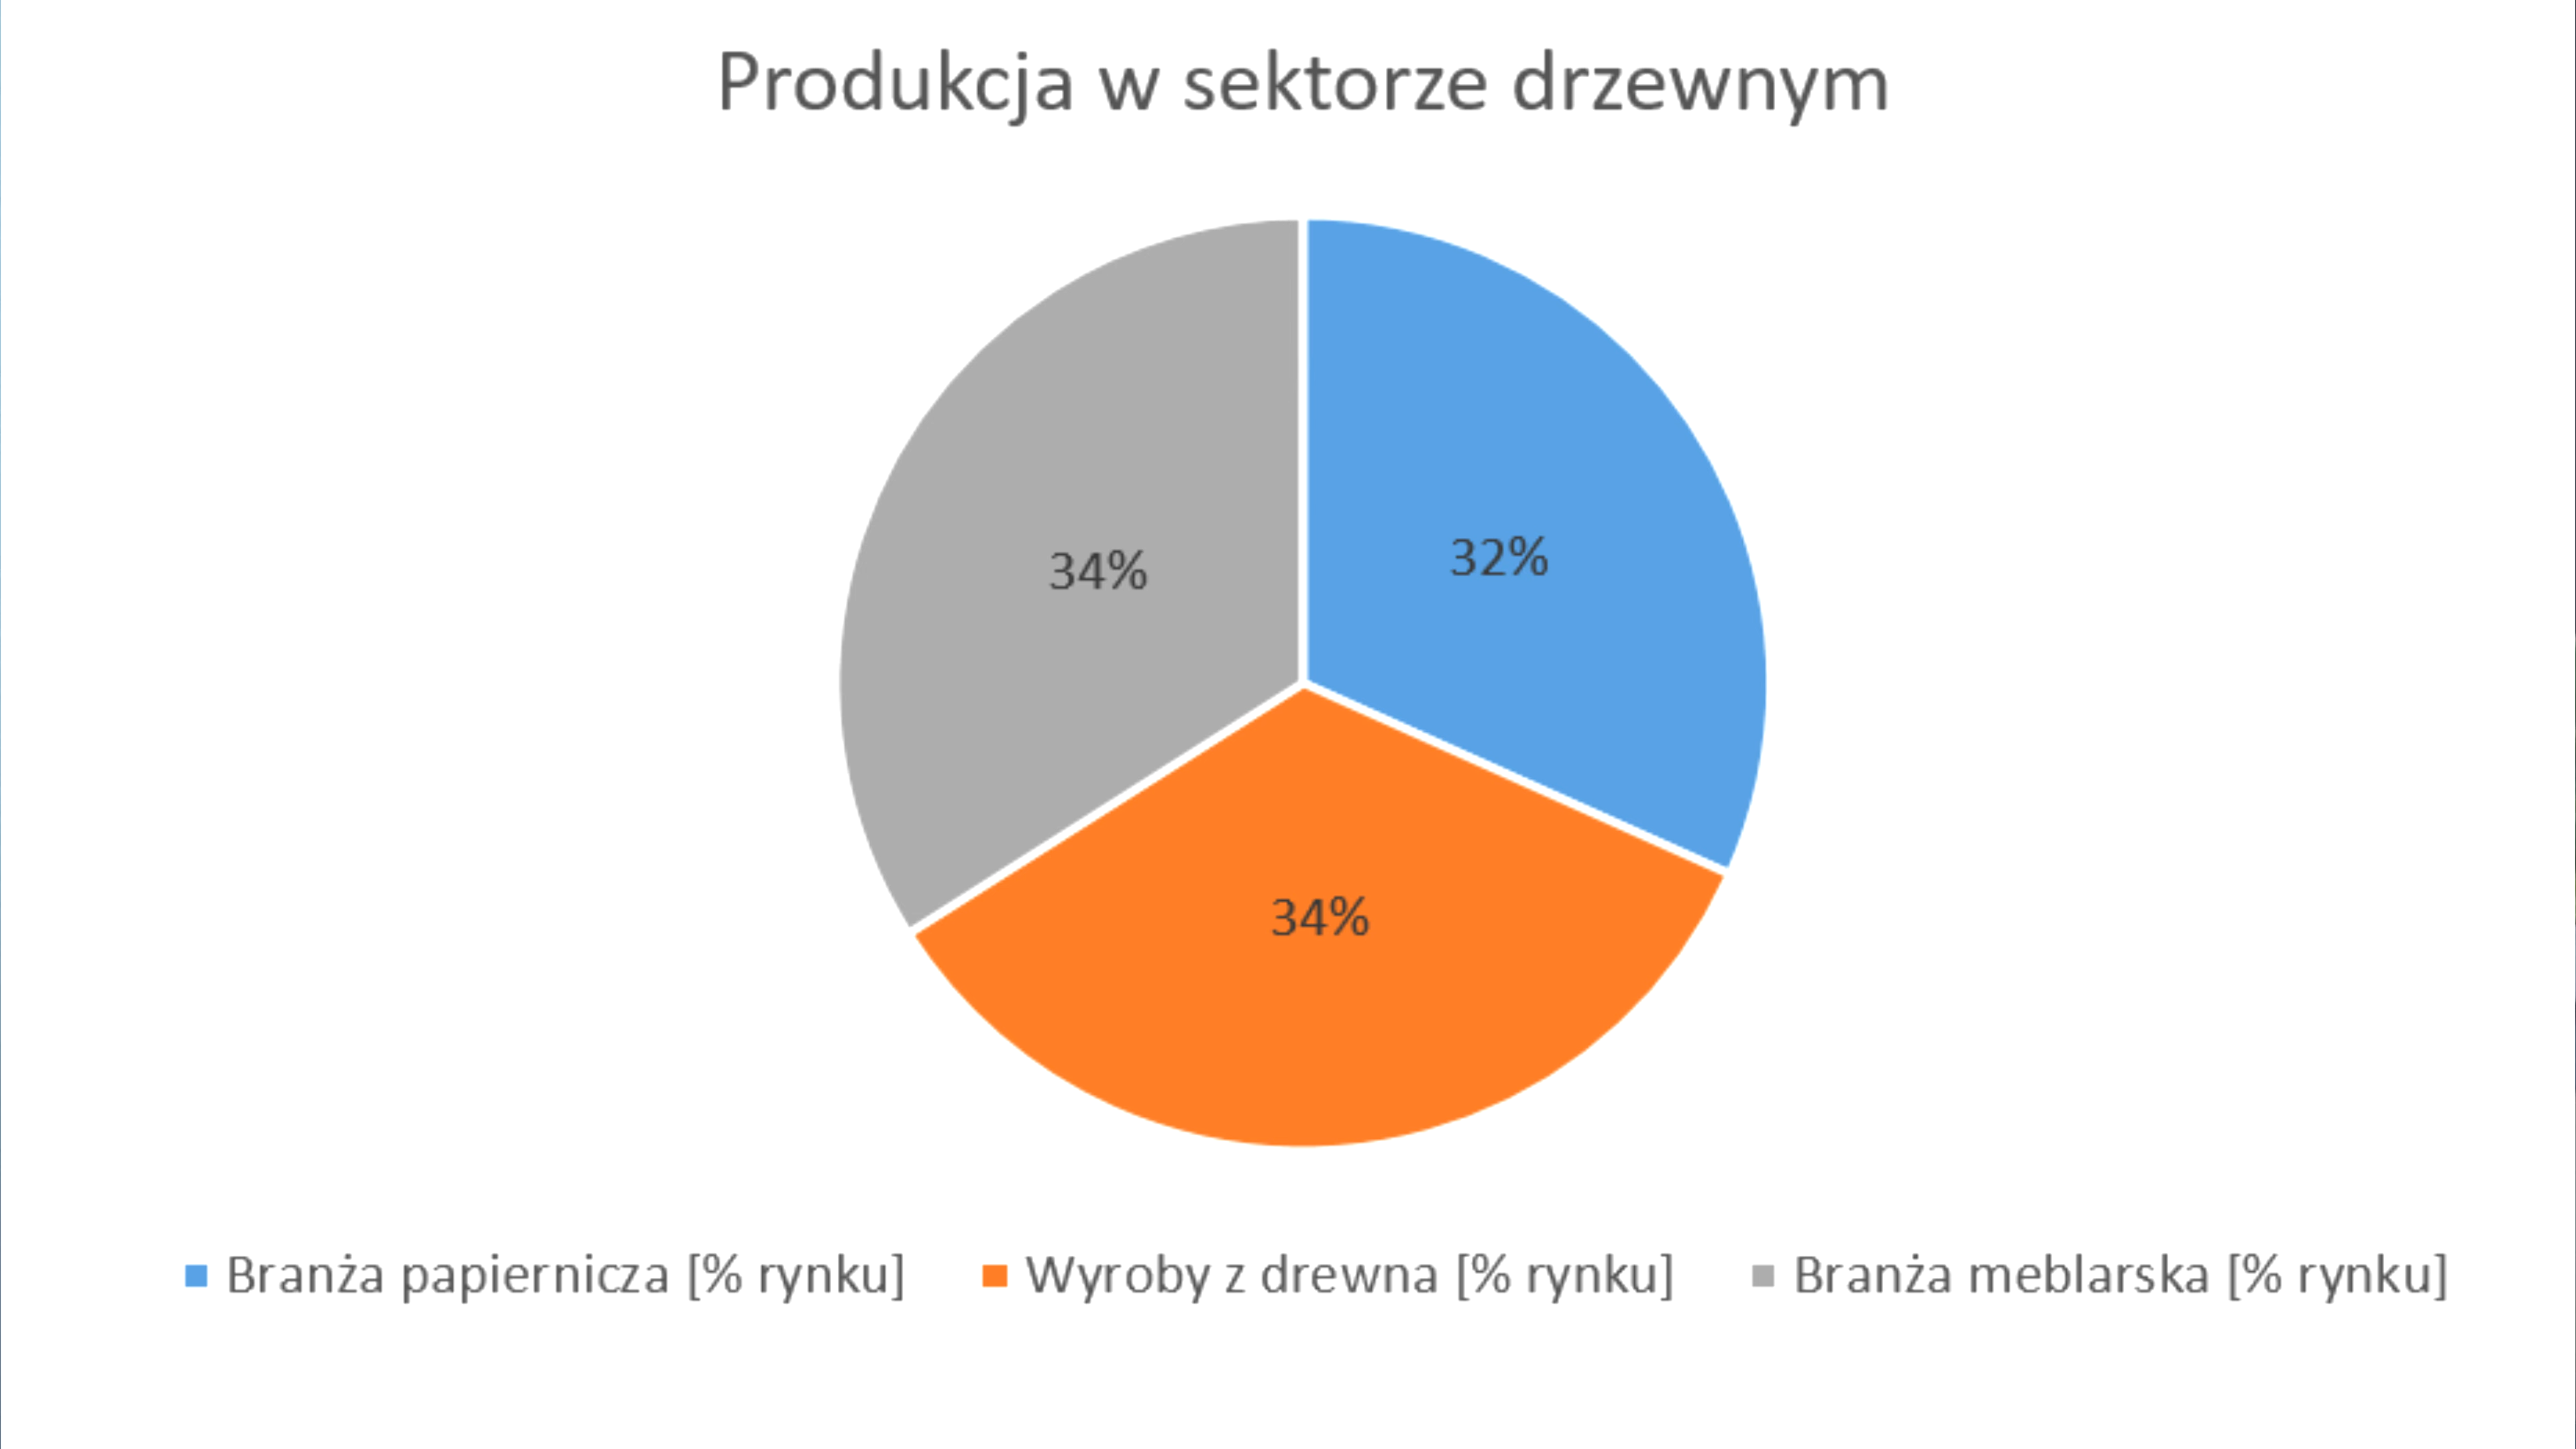 Produkcja w sektorze drzewnym
34%
32%
34%
Branża papiernicza [% rynku] Wyroby z drewna [% rynku] Branża meblarska [% rynku]